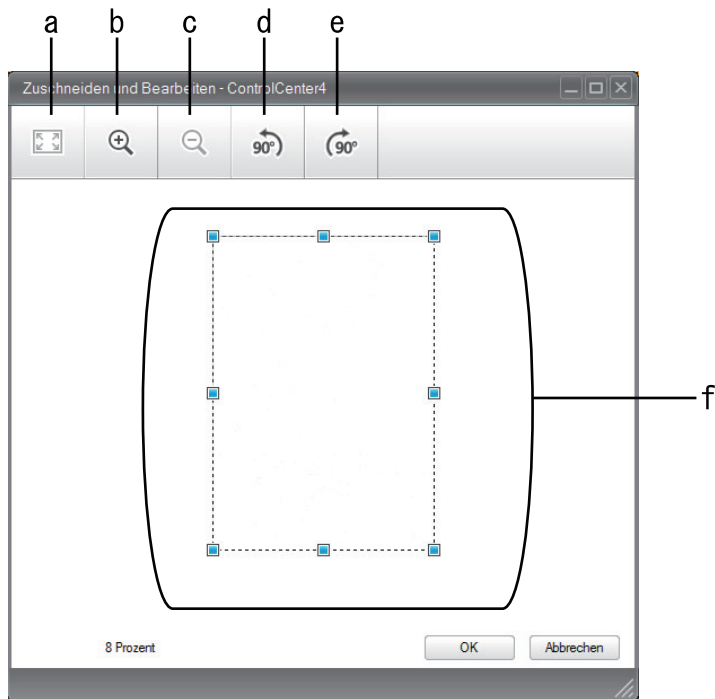 a b c d e
Zuschneiden und Bearbeiten - ControlCenter4
90° 90°
f
8 Prozent OK Abbrechen